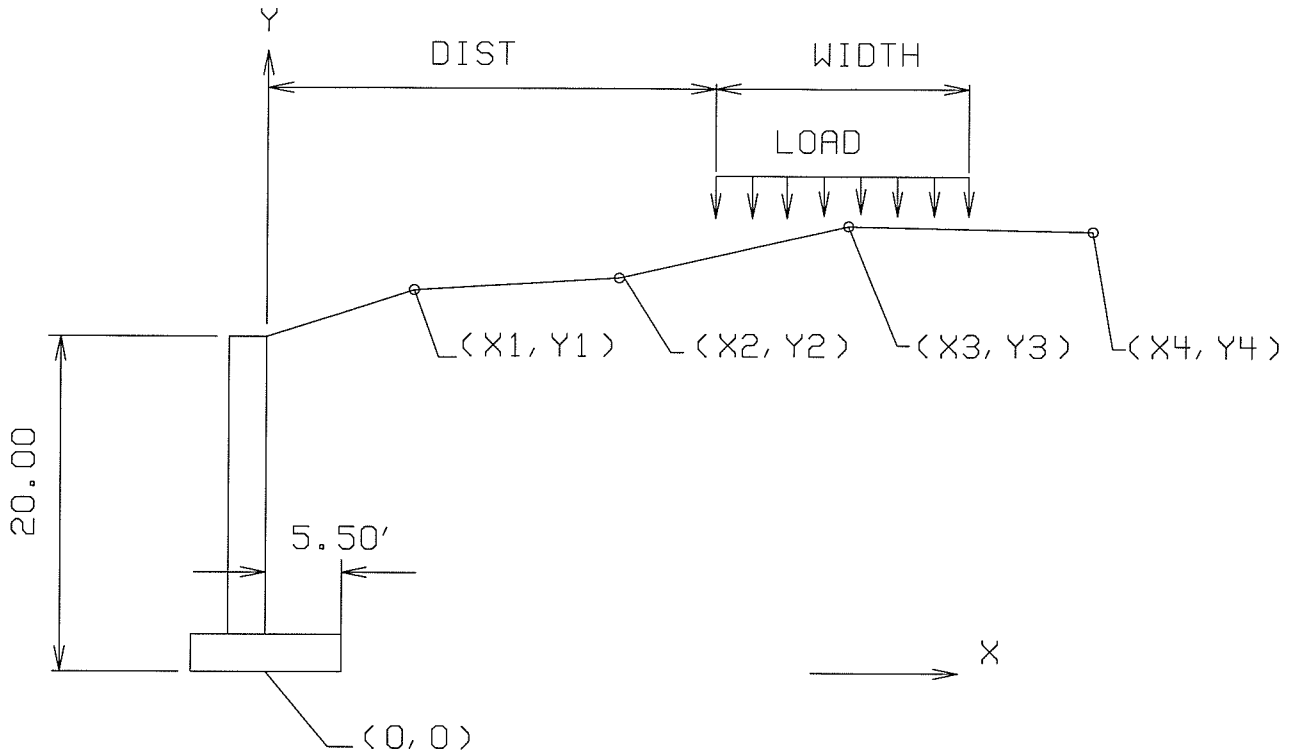 Y
DIST
WIDTH
LOAD
(X1,Y1)
(X2,Y2)
(X3,Y3)
(X4,Y4)
20.00
5.50'
X
(0,0)